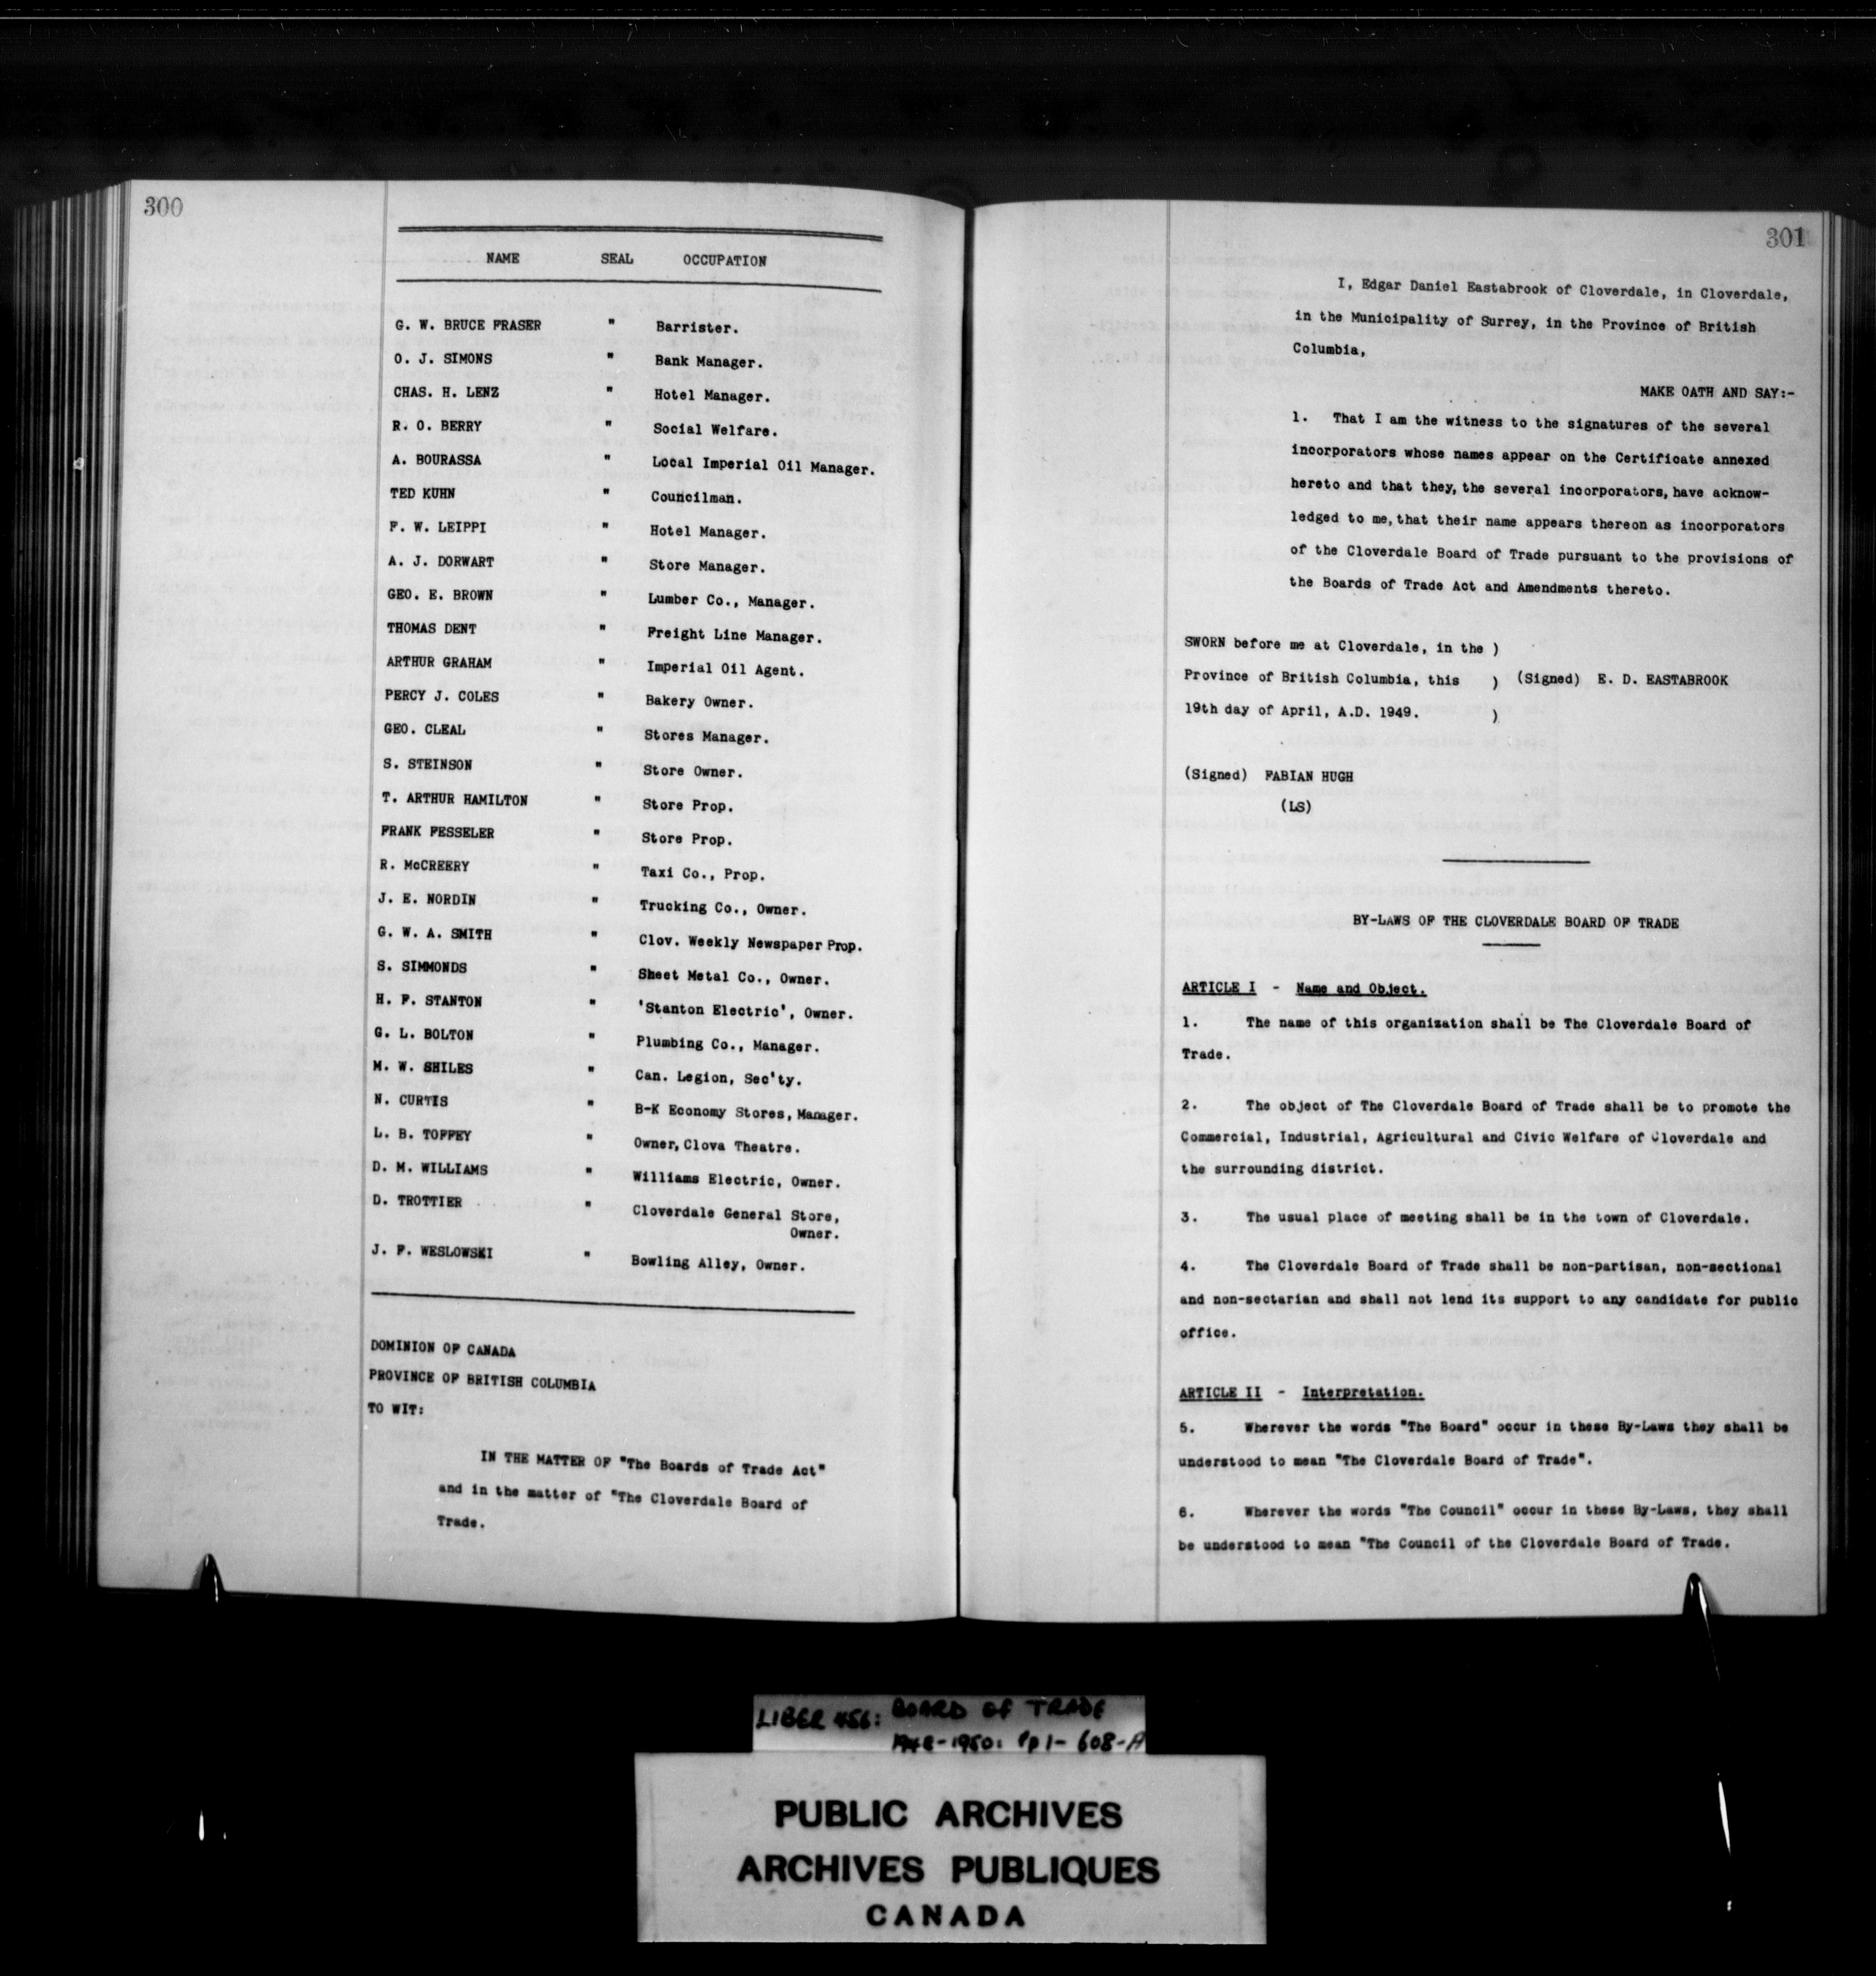 300
NAME SEAL OCCUPATION
G. W. BRUCE FRASER " Barrister.
O. J. SIMONS " Bank Manager.
CHAS. H. LENZ " Hotel Manager.
R. O. BERRY " Social Welfare.
A. BOURASSA " Local Imperial Oil Manager.
TED KUHN " Councilman.
F. W. LEIPPI " Hotel Manager.
A. J. DORWART " Store Manager.
GEO. E. BROWN " Lumber Co., Manager.
THOMAS DENT " Freight Line Manager.
ARTHUR GRAHAM " Imperial Oil Agent.
PERCY J. COLES " Bakery Owner.
GEO. CLEAL " Stores Manager.
S. STEINSON " Store Owner.
T. ARTHUR HAMILTON " Store Prop.
FRANK FESSELER " Store Prop.
R. McCREERY " Taxi Co., Prop.
J. E. NORDIN " Trucking Co., Owner.
G. W. A. SMITH " Clov. Weekly Newspaper Prop.
S. SIMMONDS " Sheet Metal Co., Owner.
H. F. STANTON " 'Stanton Electric', Owner.
G. L. BOLTON " Plumbing Co., Manager.
M. W. SHILES " Can. Legion, Sec'ty.
N. CURTIS " B-K Economy Stores, Manager.
L. B. TOFFEY " Owner, Clova Theatre.
D. M. WILLIAMS " Williams Electric, Owner.
D. TROTTIER " Cloverdale General Store,
Owner.
J. F. WESLOWSKI " Bowling Alley, Owner.
DOMINION OF CANADA
PROVINCE OF BRITISH COLUMBIA
TO WIT:
IN THE MATTER OF "The Boards of Trade Act"
and in the matter of "The Cloverdale Board of
Trade.
301
I, Edgar Daniel Eastabrook of Cloverdale, in Cloverdale,
in the Municipality of Surrey, in the Province of British
Columbia,
MAKE OATH AND SAY:-
1. That I am the witness to the signatures of the several
incorporators whose names appear on the Certificate annexed
hereto and that they, the several incorporators, have acknow-
ledged to me, that their name appears thereon as incorporators
of the Cloverdale Board of Trade pursuant to the provisions of
the Boards of Trade Act and Amendments thereto.
SWORN before me at Cloverdale, in the )
Province of British Columbia, this ) (Signed) E. D. EASTABROOK
19th day of April, A.D. 1949. )
(Signed) FABIAN HUGH
(LS)
BY-LAWS OF THE CLOVERDALE BOARD OF TRADE
ARTICLE I - Name and Object.
1. The name of this organization shall be The Cloverdale Board of
Trade.
2. The object of The Cloverdale Board of Trade shall be to promote the
Commercial, Industrial, Agricultural and Civic Welfare of Cloverdale and
the surrounding district.
3. The usual place of meeting shall be in the town of Cloverdale.
4. The Cloverdale Board of Trade shall be non-partisan, non-sectional
and non-sectarian and shall not lend its support to any candidate for public
office.
ARTICLE II - Interpretation.
5. Wherever the words "The Board" occur in these By-Laws they shall be
understood to mean "The Cloverdale Board of Trade".
6. Wherever the words "The Council" occur in these By-Laws, they shall
be understood to mean "The Council of the Cloverdale Board of Trade.
LIBER 456: BOARD OF TRADE
1948-1950: pp 1-608-A
PUBLIC ARCHIVES
ARCHIVES PUBLIQUES
CANADA